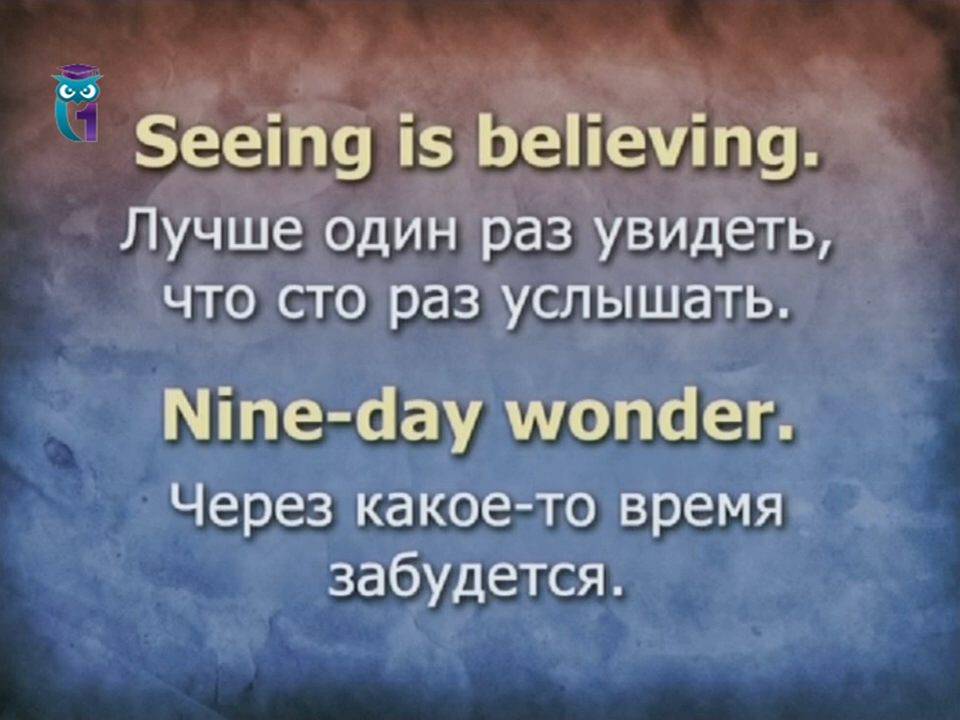 Seeing is believing.
Лучше один раз увидеть,
что сто раз услышать.
Nine-day wonder.
Через какое-то время
забудется.